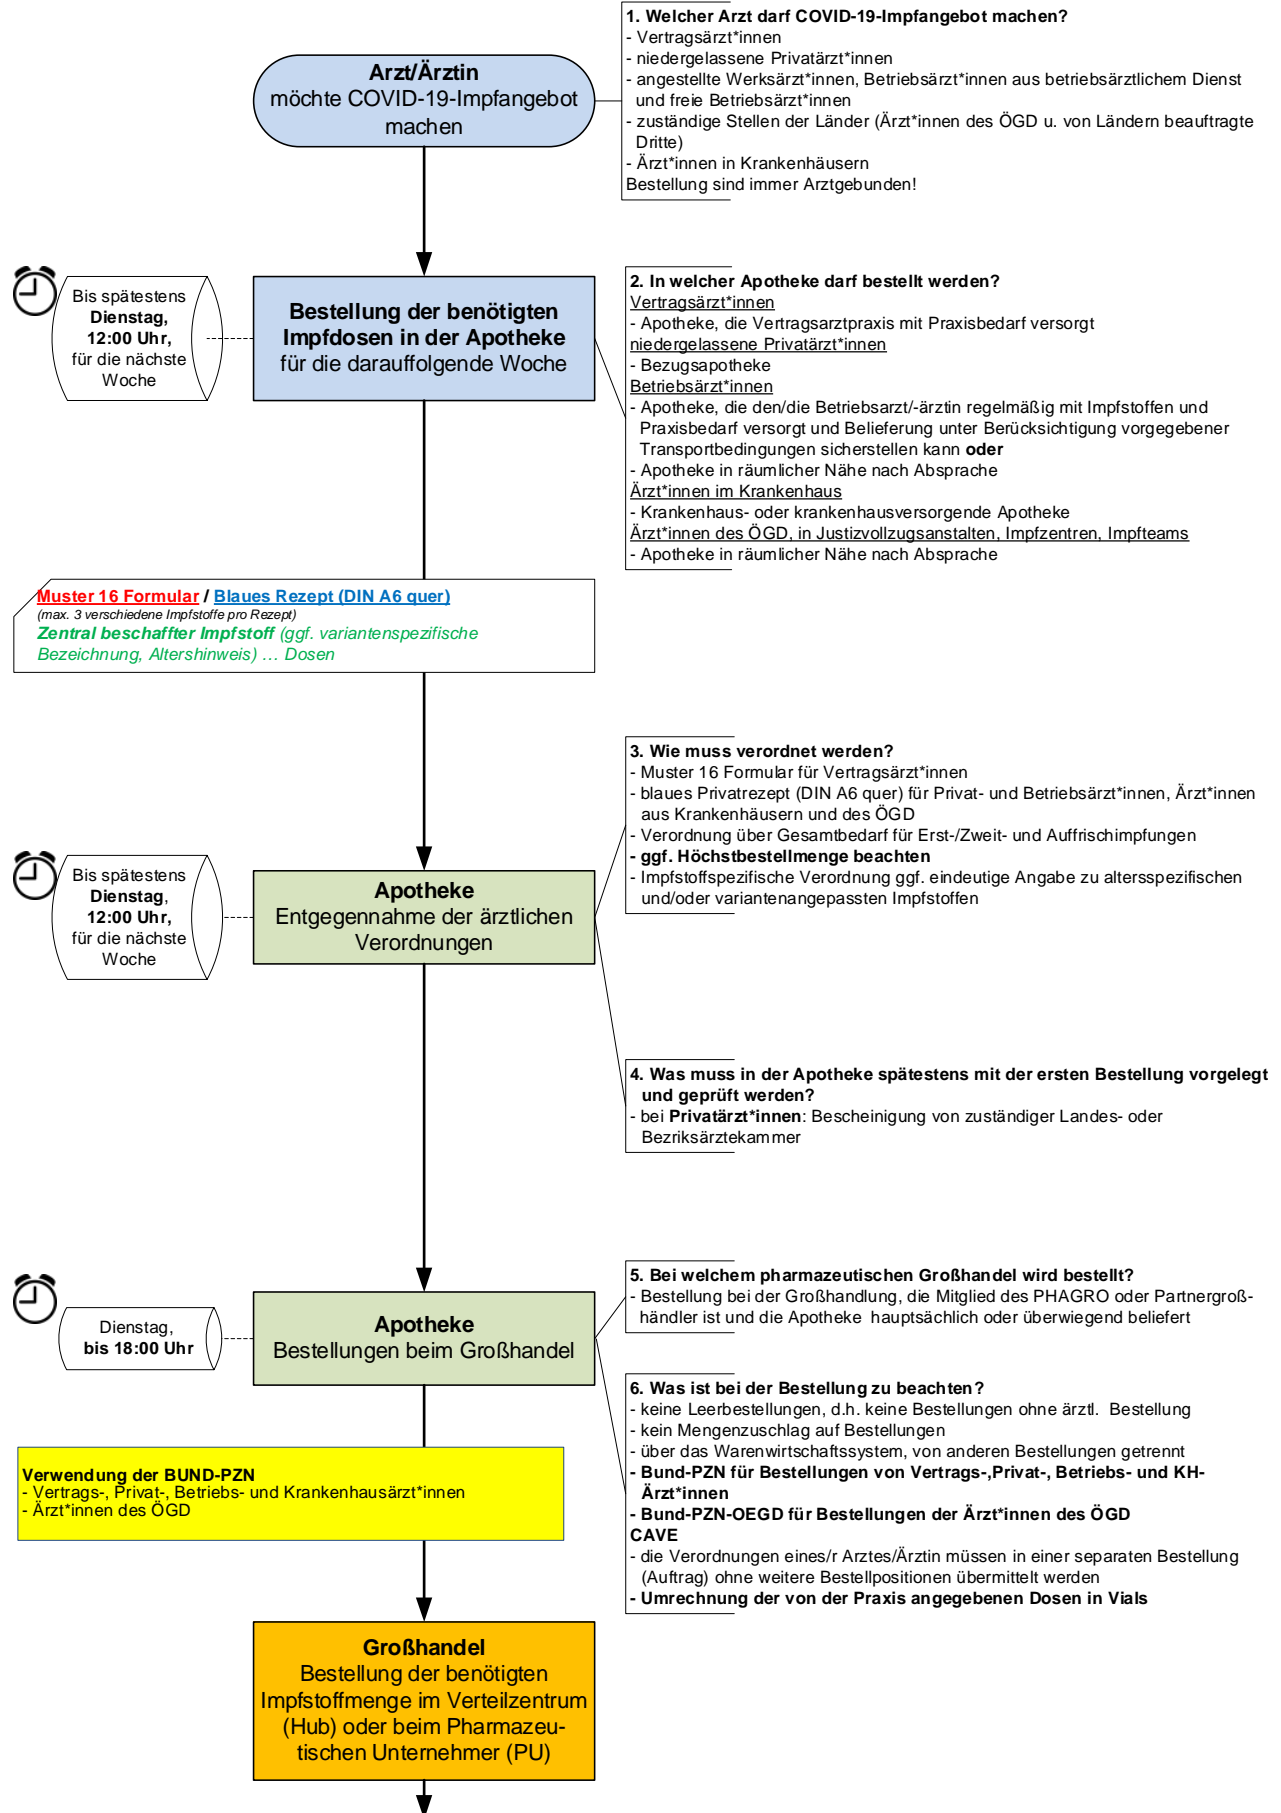 1. Welcher Arzt darf COVID-19-Impfangebot machen?
- Vertragsärzt*innen
- niedergelassene Privatärzt*innen
- angestellte Werksärzt*innen, Betriebsärzt*innen aus betriebsärztlichem Dienst
und freie Betriebsärzt*innen
- zuständige Stellen der Länder (Ärzt*innen des ÖGD u. von Ländern beauftragte
Dritte)
- Ärzt*innen in Krankenhäusern
Bestellung sind immer Arztgebunden!
Arzt/Ärztin
möchte COVID-19-Impfangebot
machen
Bis spätestens
Dienstag,
12:00 Uhr,
für die nächste
Woche
Bestellung der benötigten
Impfdosen in der Apotheke
für die darauffolgende Woche
2. In welcher Apotheke darf bestellt werden?
Vertragsärzt*innen
- Apotheke, die Vertragsarztpraxis mit Praxisbedarf versorgt
niedergelassene Privatärzt*innen
- Bezugsapotheke
Betriebsärzt*innen
- Apotheke, die den/die Betriebsarzt/-ärztin regelmäßig mit Impfstoffen und
Praxisbedarf versorgt und Belieferung unter Berücksichtigung vorgegebener
Transportbedingungen sicherstellen kann oder
- Apotheke in räumlicher Nähe nach Absprache
Ärzt*innen im Krankenhaus
- Krankenhaus- oder krankenhausversorgende Apotheke
Ärzt*innen des ÖGD, in Justizvollzugsanstalten, Impfzentren, Impfteams
- Apotheke in räumlicher Nähe nach Absprache
Muster 16 Formular / Blaues Rezept (DIN A6 quer)
(max. 3 verschiedene Impfstoffe pro Rezept)
Zentral beschaffter Impfstoff (ggf. variantenspezifische
Bezeichnung, Altershinweis) … Dosen
3. Wie muss verordnet werden?
- Muster 16 Formular für Vertragsärzt*innen
- blaues Privatrezept (DIN A6 quer) für Privat- und Betriebsärzt*innen, Ärzt*innen
aus Krankenhäusern und des ÖGD
- Verordnung über Gesamtbedarf für Erst-/Zweit- und Auffrischimpfungen
- ggf. Höchstbestellmenge beachten
- Impfstoffspezifische Verordnung ggf. eindeutige Angabe zu altersspezifischen
und/oder variantenangepassten Impfstoffen
Bis spätestens
Dienstag,
12:00 Uhr,
für die nächste
Woche
Apotheke
Entgegennahme der ärztlichen
Verordnungen
4. Was muss in der Apotheke spätestens mit der ersten Bestellung vorgelegt
und geprüft werden?
- bei Privatärzt*innen: Bescheinigung von zuständiger Landes- oder
Bezriksärztekammer
Dienstag,
bis 18:00 Uhr
Apotheke
Bestellungen beim Großhandel
5. Bei welchem pharmazeutischen Großhandel wird bestellt?
- Bestellung bei der Großhandlung, die Mitglied des PHAGRO oder Partnergroß-
händler ist und die Apotheke hauptsächlich oder überwiegend beliefert
6. Was ist bei der Bestellung zu beachten?
- keine Leerbestellungen, d.h. keine Bestellungen ohne ärztl. Bestellung
- kein Mengenzuschlag auf Bestellungen
- über das Warenwirtschaftssystem, von anderen Bestellungen getrennt
- Bund-PZN für Bestellungen von Vertrags-,Privat-, Betriebs- und KH-
Ärzt*innen
- Bund-PZN-OEGD für Bestellungen der Ärzt*innen des ÖGD
CAVE
- die Verordnungen eines/r Arztes/Ärztin müssen in einer separaten Bestellung
(Auftrag) ohne weitere Bestellpositionen übermittelt werden
- Umrechnung der von der Praxis angegebenen Dosen in Vials
Verwendung der BUND-PZN
- Vertrags-, Privat-, Betriebs- und Krankenhausärzt*innen
- Ärzt*innen des ÖGD
Großhandel
Bestellung der benötigten
Impfstoffmenge im Verteilzentrum
(Hub) oder beim Pharmazeu-
tischen Unternehmer (PU)